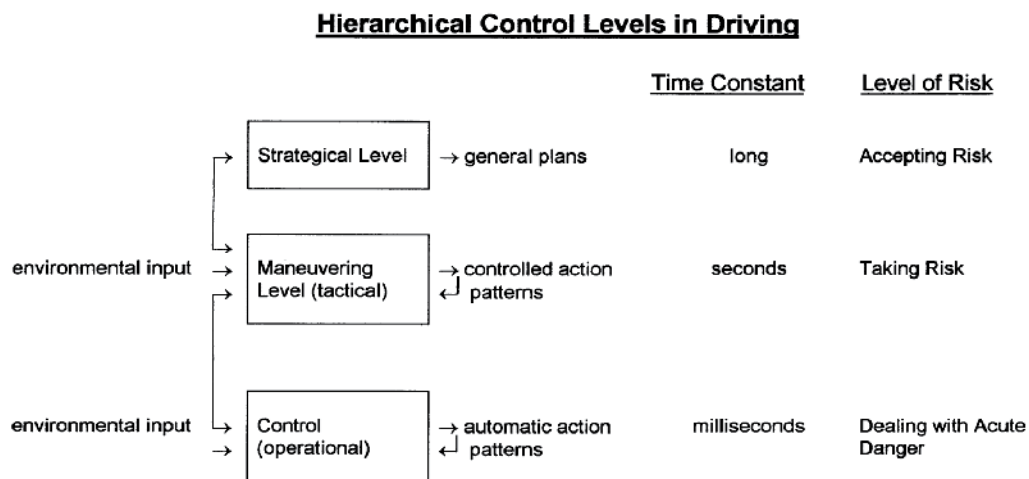 Hierarchical Control Levels in Driving
Time Constant Level of Risk
Strategical Level → general plans long Accepting Risk
environmental input → Maneuvering → controlled action seconds Taking Risk
Level (tactical) patterns
environmental input Control → automatic action milliseconds Dealing with Acute
(operational) patterns Danger